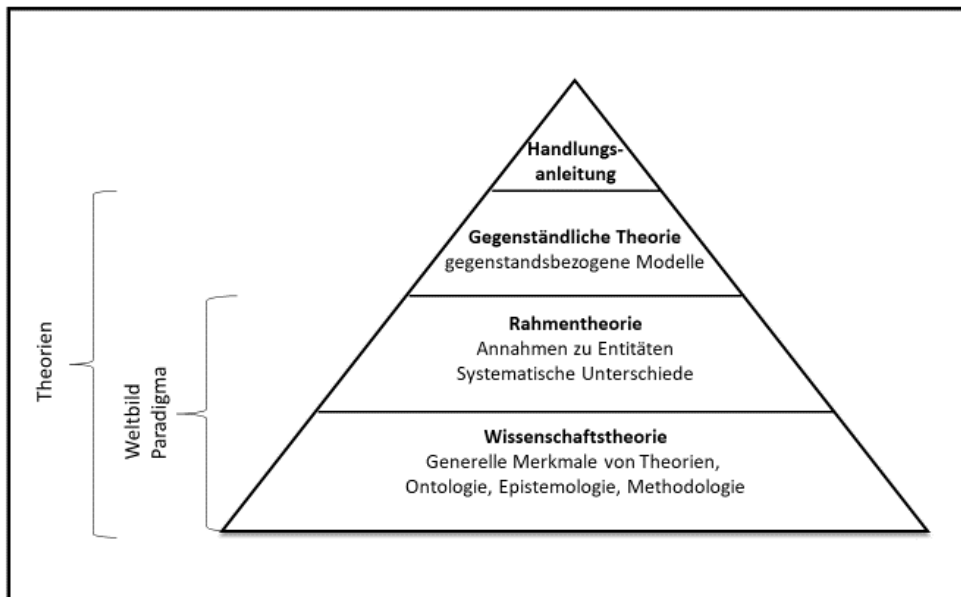 Handlungs-
anleitung
Gegenständliche Theorie
gegenstandsbezogene Modelle
Rahmentheorie
Annahmen zu Entitäten
Systematische Unterschiede
Wissenschaftstheorie
Generelle Merkmale von Theorien,
Ontologie, Epistemologie, Methodologie
Theorien
Weltbild
Paradigma